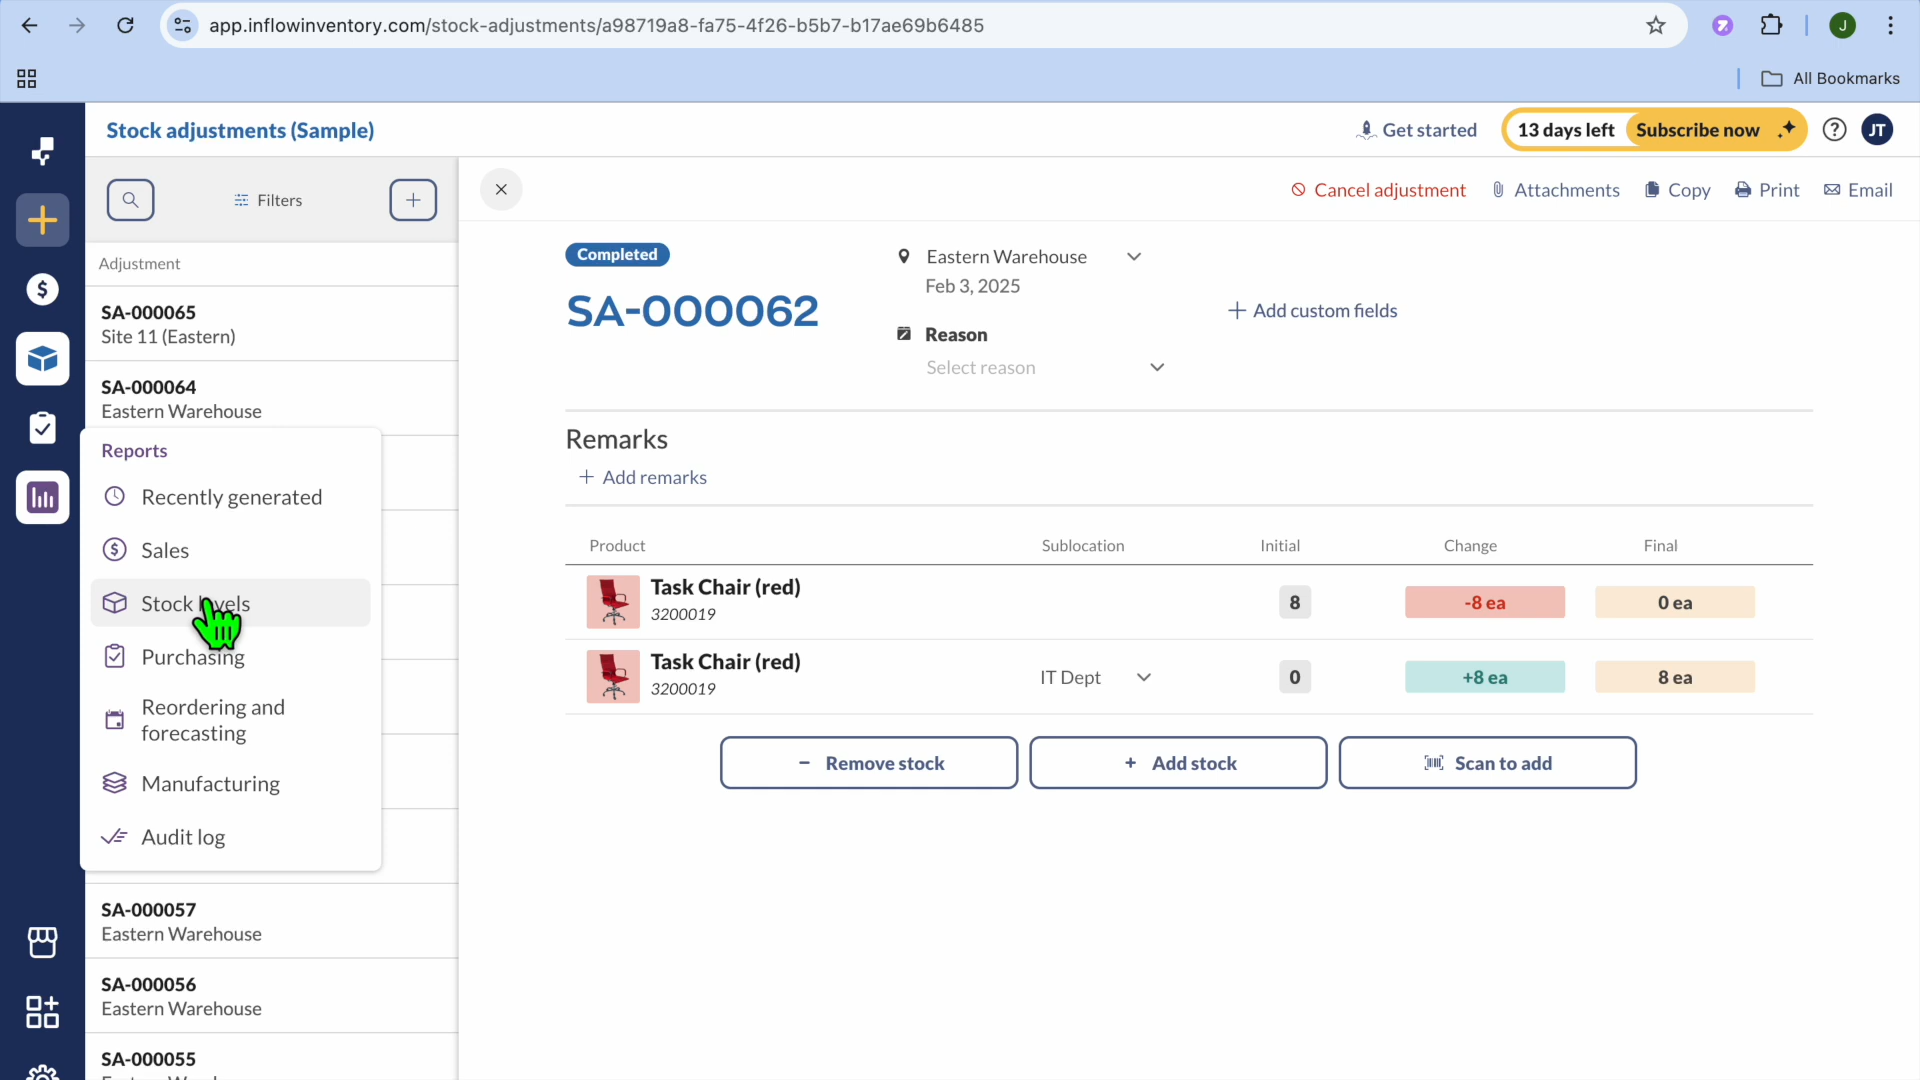 app.inflowinventory.com/stock-adjustments/a98719a8-fa75-4f26-b5b7-b17ae69b6485
J
All Bookmarks
Stock adjustments (Sample)
Get started
13 days left
Subscribe now
?
JT
Filters
Cancel adjustment
Attachments
Copy
Print
Email
Adjustment
SA-000065
Site 11 (Eastern)
SA-000064
Eastern Warehouse
Reports
Recently generated
Sales
Stock levels
Purchasing
Reordering and
forecasting
Manufacturing
Audit log
SA-000057
Eastern Warehouse
SA-000056
Eastern Warehouse
SA-000055
Completed
SA-000062
Eastern Warehouse
Feb 3, 2025
Reason
Select reason
+ Add custom fields
Remarks
+ Add remarks
Product Sublocation Initial Change Final
Task Chair (red)
3200019
8 -8 ea 0 ea
Task Chair (red)
3200019
IT Dept 0 +8 ea 8 ea
− Remove stock
+ Add stock
Scan to add